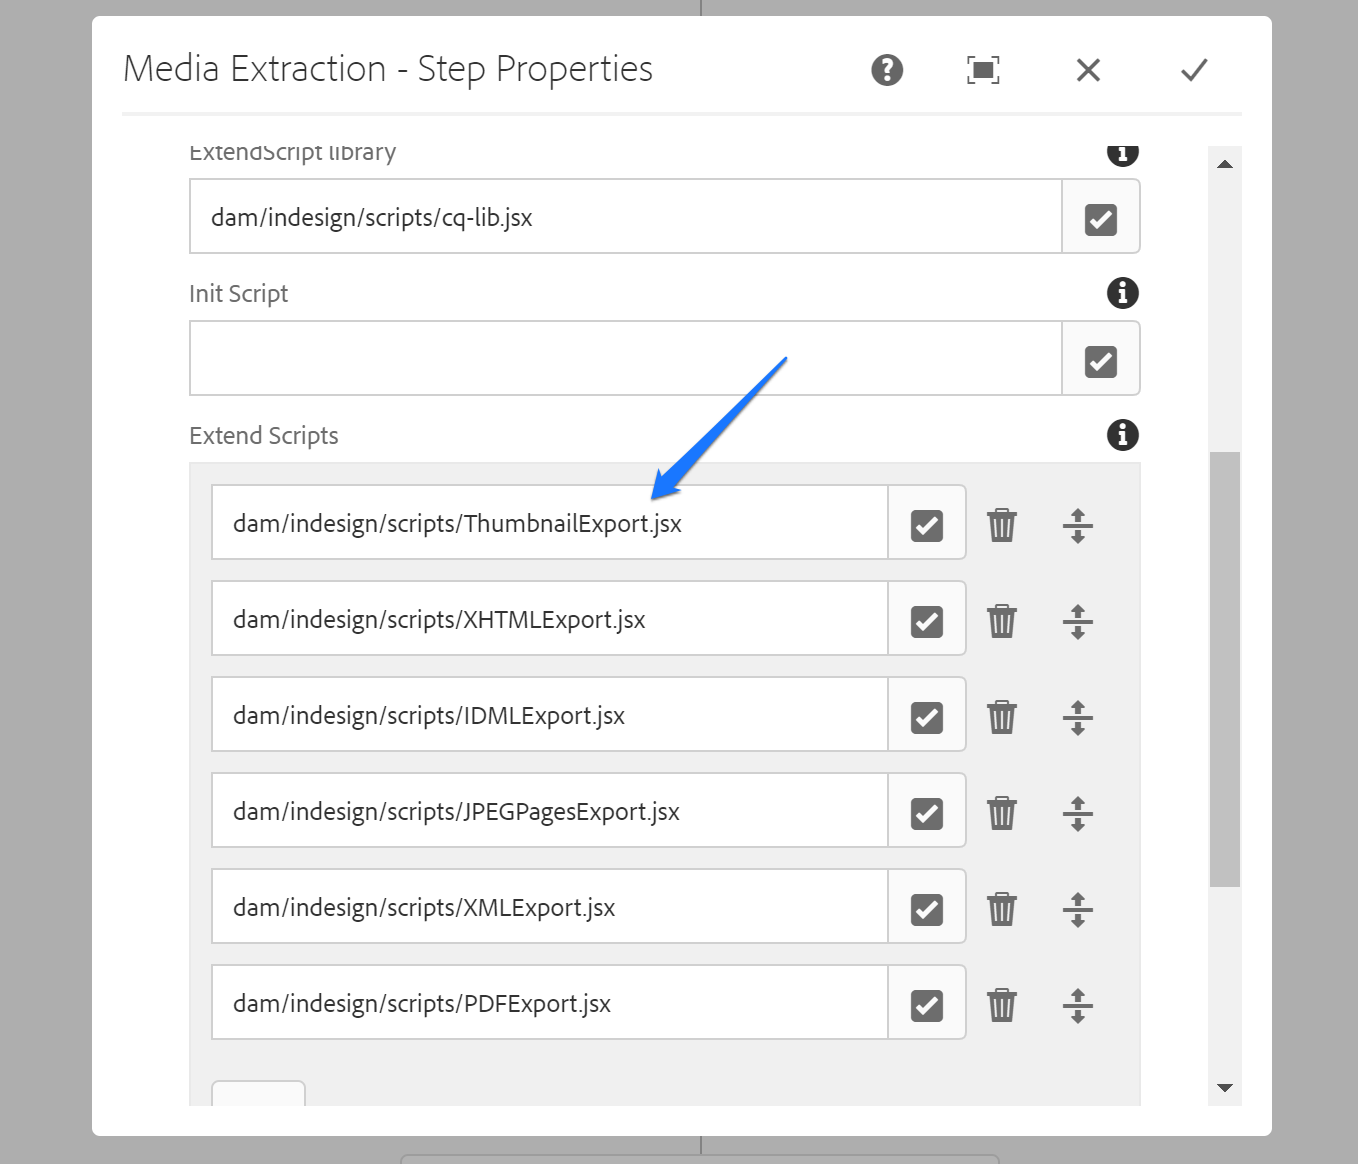 Media Extraction - Step Properties
ExtendScript library
dam/indesign/scripts/cq-lib.jsx
Init Script
Extend Scripts
dam/indesign/scripts/ThumbnailExport.jsx
dam/indesign/scripts/XHTMLExport.jsx
dam/indesign/scripts/IDMLExport.jsx
dam/indesign/scripts/JPEGPagesExport.jsx
dam/indesign/scripts/XMLExport.jsx
dam/indesign/scripts/PDFExport.jsx